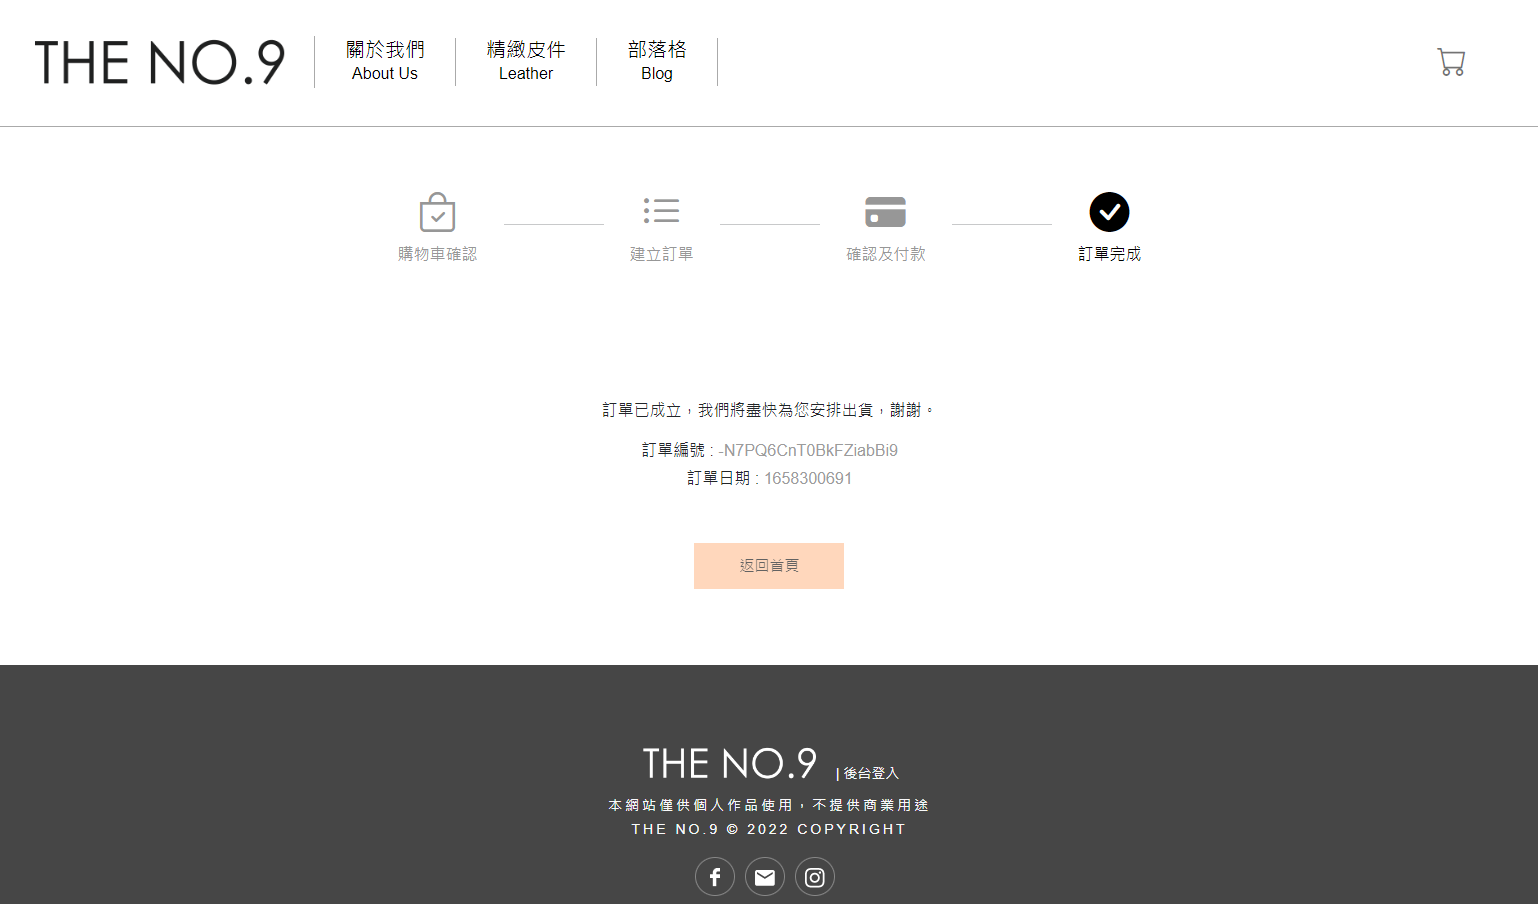 THE NO.9
關於我們
About Us
精緻皮件
Leather
部落格
Blog
購物車確認
建立訂單
確認及付款
訂單完成
訂單已成立，我們將盡快為您安排出貨，謝謝。
訂單編號 : -N7PQ6CnT0BkFZiabBi9
訂單日期 : 1658300691
返回首頁
THE NO.9 | 後台登入
本網站僅供個人作品使用，不提供商業用途
THE NO.9 © 2022 COPYRIGHT